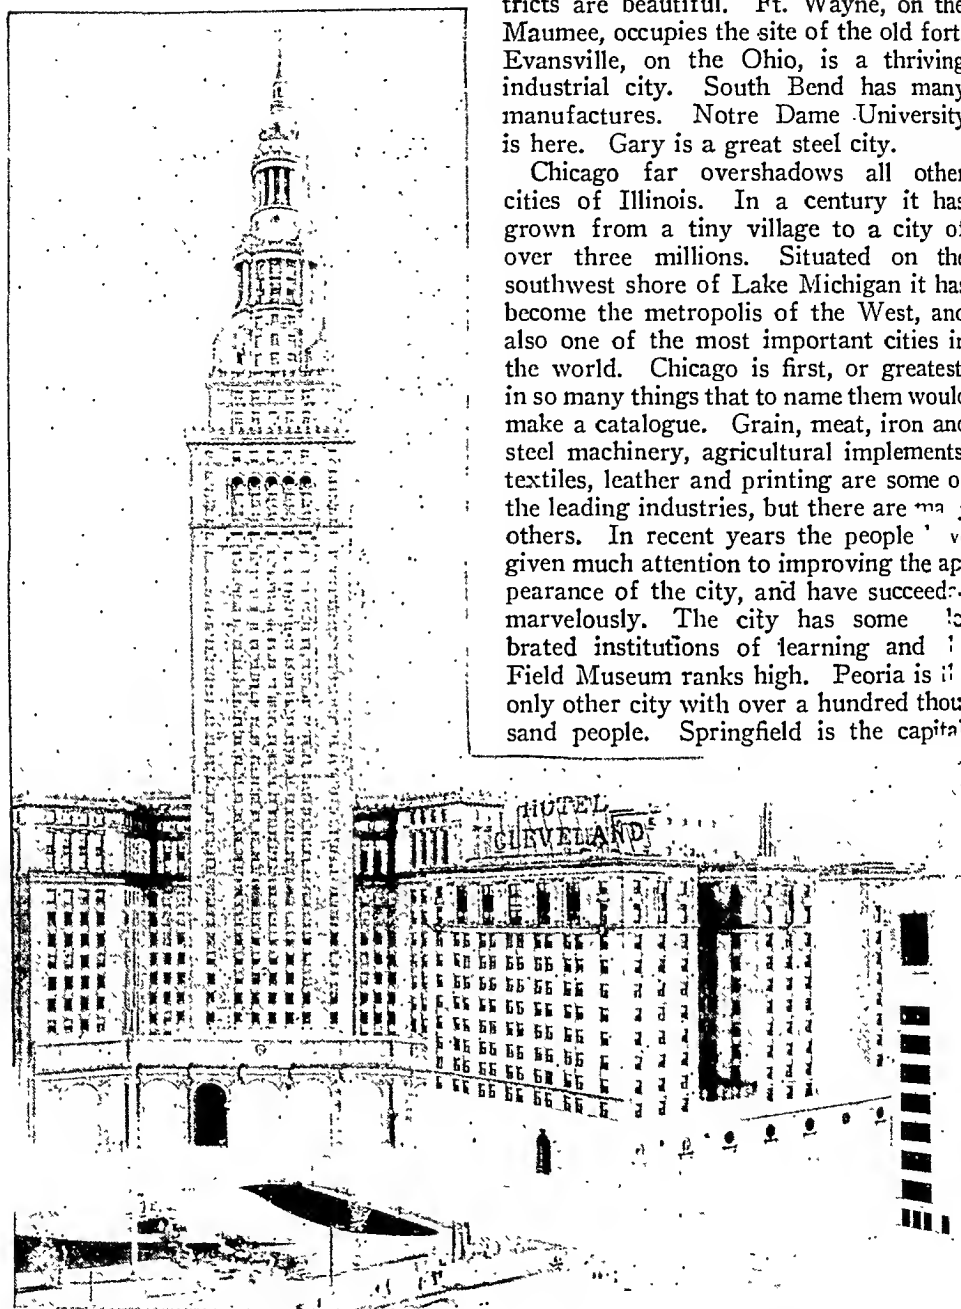 tricts are beautiful. Ft. Wayne, on the
Maumee, occupies the site of the old fort
Evansville, on the Ohio, is a thriving
industrial city. South Bend has many
manufactures. Notre Dame University
is here. Gary is a great steel city.
Chicago far overshadows all other
cities of Illinois. In a century it has
grown from a tiny village to a city of
over three millions. Situated on the
southwest shore of Lake Michigan it has
become the metropolis of the West, and
also one of the most important cities in
the world. Chicago is first, or greatest
in so many things that to name them would
make a catalogue. Grain, meat, iron and
steel machinery, agricultural implements
textiles, leather and printing are some of
the leading industries, but there are
others. In recent years the people
given much attention to improving the ap
pearance of the city, and have succeed
marvelously. The city has some
brated institutions of learning and
Field Museum ranks high. Peoria is
only other city with over a hundred thou
sand people. Springfield is the capital
HOTEL
CLEVELAND